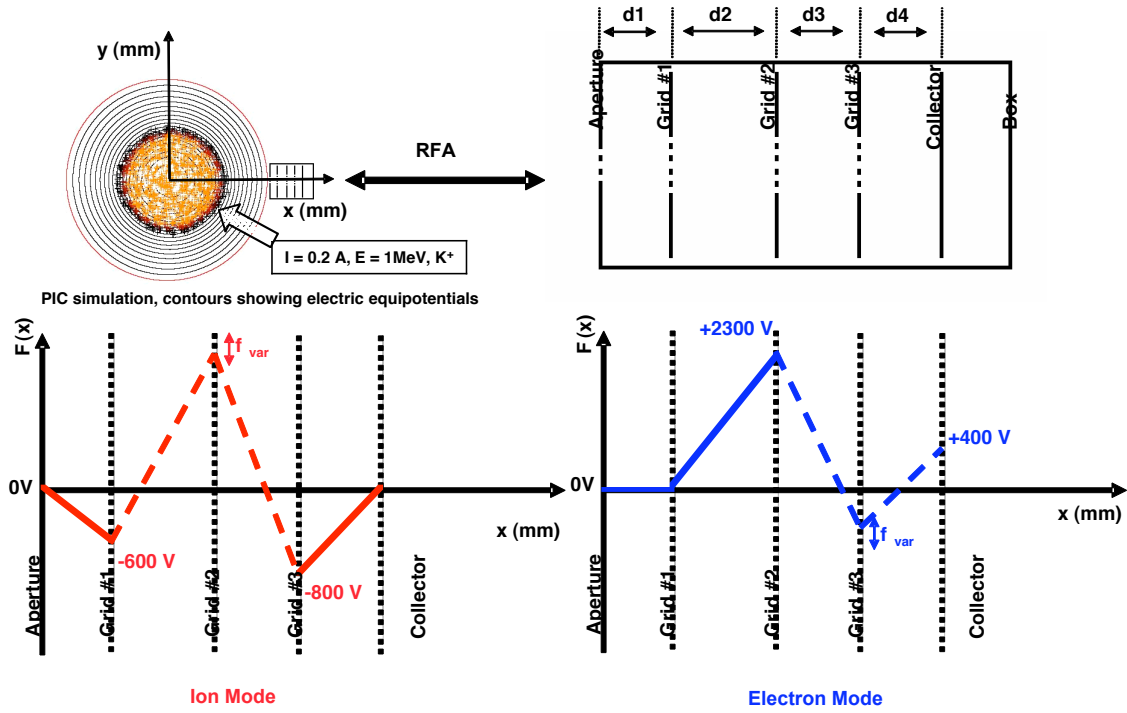 y (mm)
x (mm)
I = 0.2 A, E = 1MeV, K+
PIC simulation, contours showing electric equipotentials
RFA
d1
d2
d3
d4
Aperture
Grid #1
Grid #2
Grid #3
Collector
Box
F (x)
f var
0V
-600 V
-800 V
x (mm)
Aperture
Grid #1
Grid #2
Grid #3
Collector
Ion Mode
F (x)
+2300 V
+400 V
0V
x (mm)
f var
Aperture
Grid #1
Grid #2
Grid #3
Collector
Electron Mode